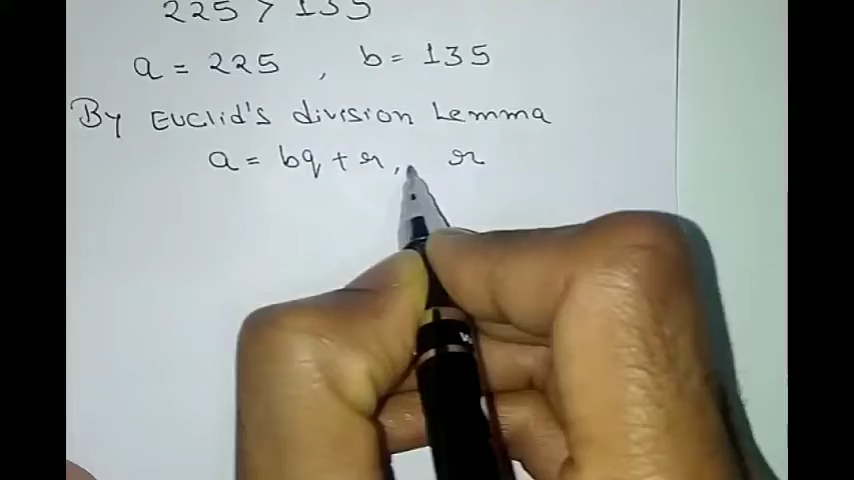 225 > 135
a = 225 , b = 135
By Euclid's division Lemma
a = bq + r, r